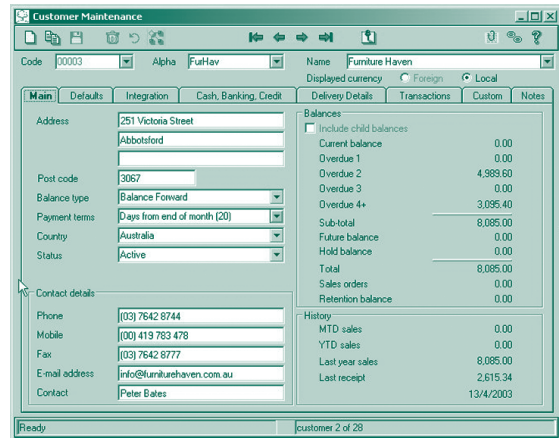 Customer Maintenance
Code 00003 Alpha FurHav Name Furniture Haven
Displayed currency Foreign Local
Main Defaults Integration Cash, Banking, Credit Delivery Details Transactions Custom Notes
Address 251 Victoria Street
Abbotsford
Post code 3067
Balance type Balance Forward
Payment terms Days from end of month (20)
Country Australia
Status Active
Contact details
Phone (03) 7642 8744
Mobile (00) 419 783 478
Fax (03) 7642 8777
E-mail address info@furniturehaven.com.au
Contact Peter Bates
Balances
Include child balances
Current balance 0.00
Overdue 1 0.00
Overdue 2 4,989.60
Overdue 3 0.00
Overdue 4+ 3,095.40
Sub-total 8,085.00
Future balance 0.00
Hold balance 0.00
Total 8,085.00
Sales orders 0.00
Retention balance 0.00
History
MTD sales 0.00
YTD sales 0.00
Last year sales 8,085.00
Last receipt 2,615.34
13/4/2003
Ready customer 2 of 28